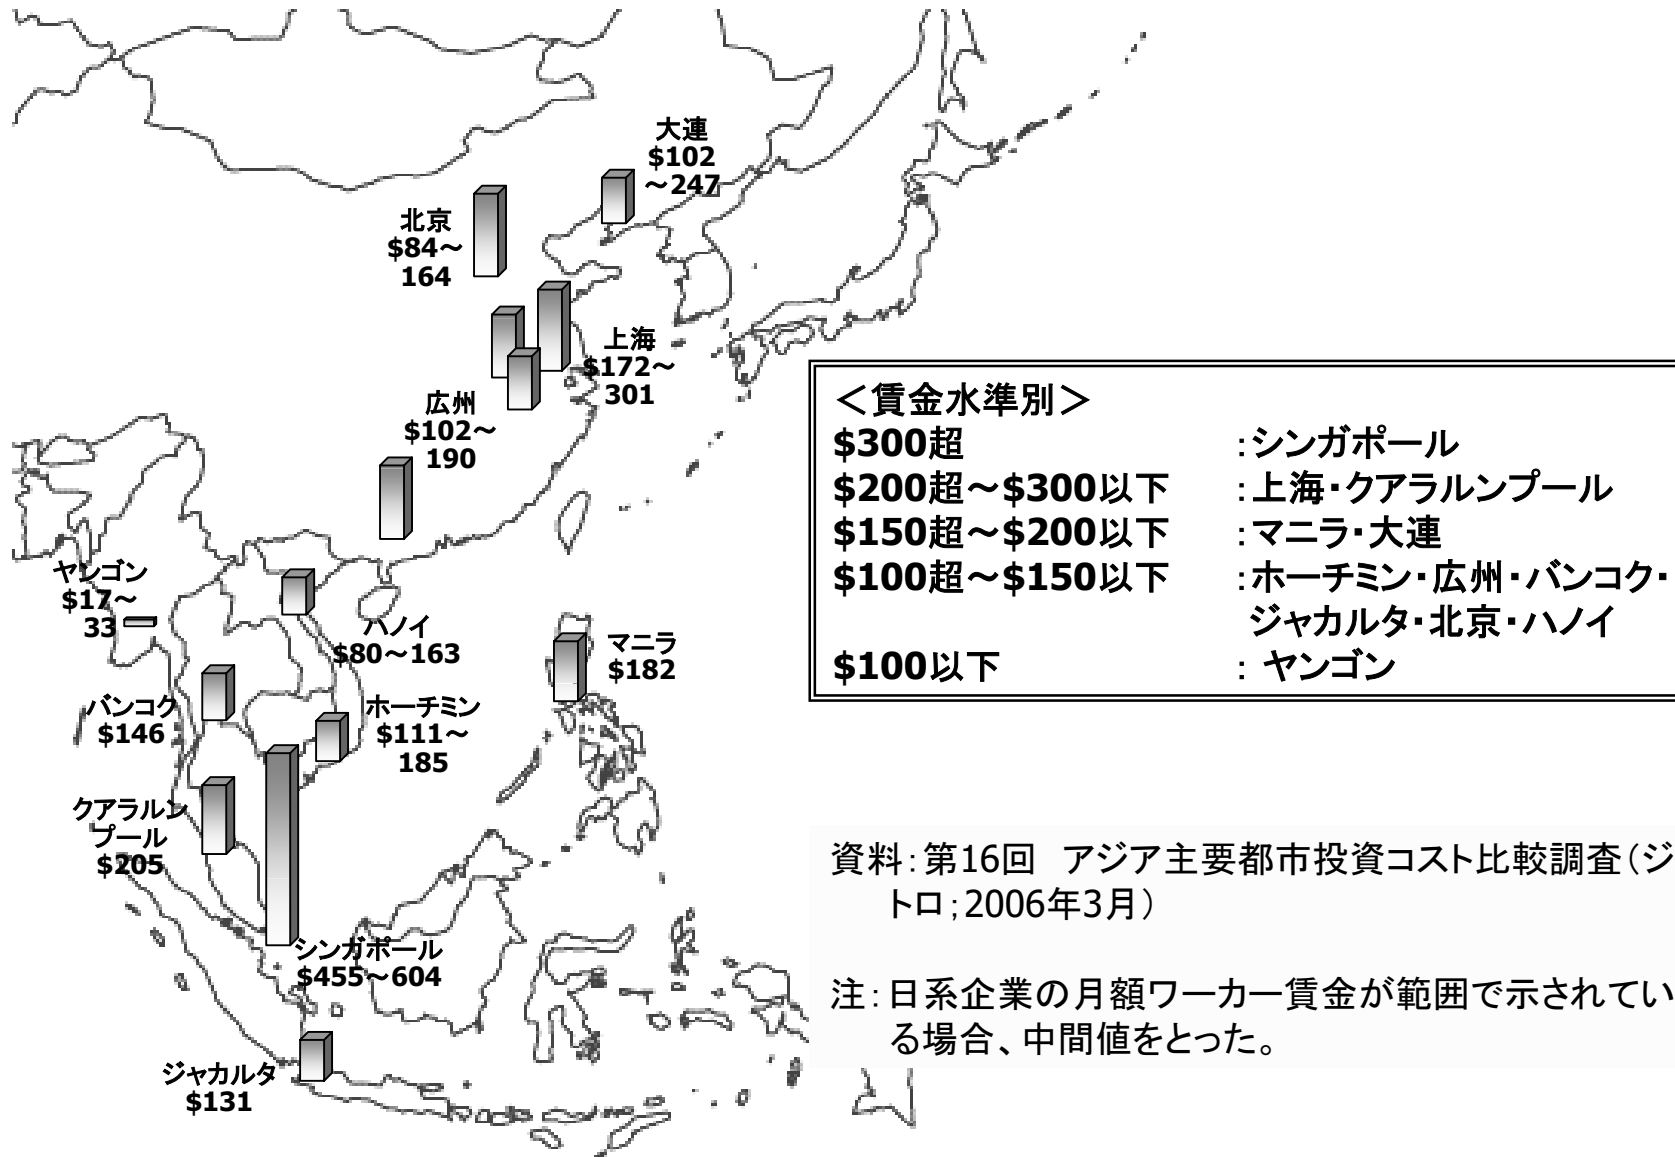 大連
$102
～247
北京
$84～
164
上海
$172～
301
広州
$102～
190
ヤンゴン
$17～
33
ハノイ
$80～163
マニラ
$182
バンコク
$146
ホーチミン
$111～
185
クアラルン
プール
$205
シンガポール
$455～604
ジャカルタ
$131
＜賃金水準別＞
$300超 ：シンガポール
$200超～$300以下 ：上海・クアラルンプール
$150超～$200以下 ：マニラ・大連
$100超～$150以下 ：ホーチミン・広州・バンコク・
ジャカルタ・北京・ハノイ
$100以下 ： ヤンゴン
資料：第16回 アジア主要都市投資コスト比較調査（ジ
トロ；2006年3月）
注：日系企業の月額ワーカー賃金が範囲で示されてい
る場合、中間値をとった。